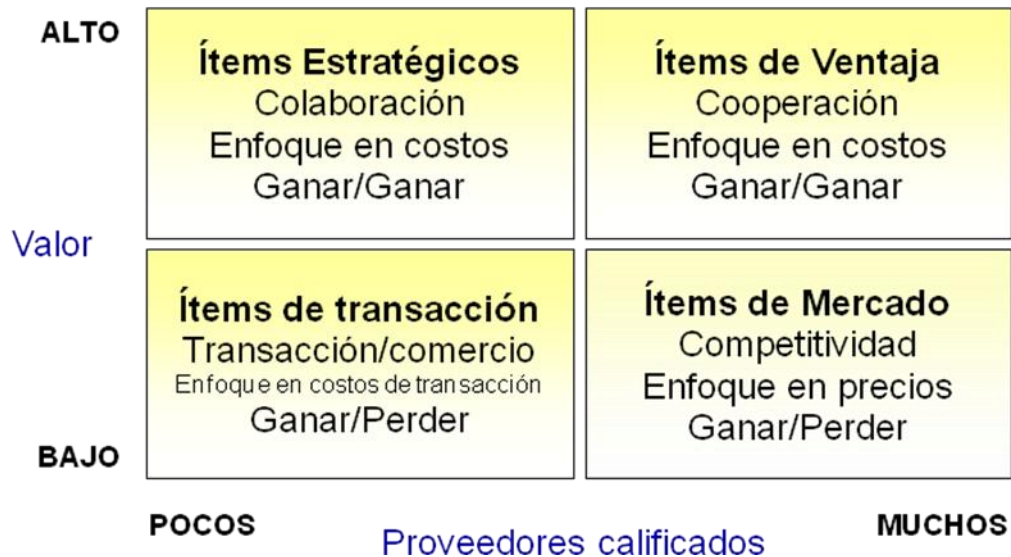 ALTO
Ítems Estratégicos
Colaboración
Enfoque en costos
Ganar/Ganar
Ítems de Ventaja
Cooperación
Enfoque en costos
Ganar/Ganar
Valor
Ítems de transacción
Transacción/comercio
Enfoque en costos de transacción
Ganar/Perder
Ítems de Mercado
Competitividad
Enfoque en precios
Ganar/Perder
BAJO
POCOS
Proveedores calificados
MUCHOS